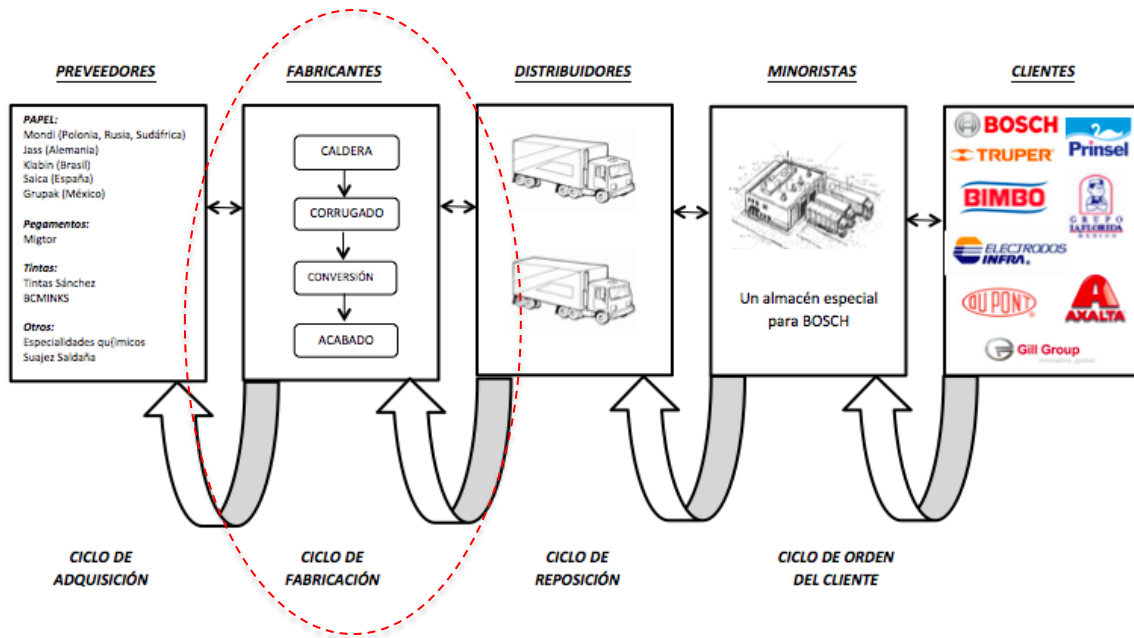 PREVEEDORES
PAPEL:
Mondi (Polonia, Rusia, Sudáfrica)
Jass (Alemania)
Klabin (Brasil)
Saica (España)
Grupak (México)
Pegamentos:
Migtor
Tintas:
Tintas Sánchez
BCMINKS
Otros:
Especialidades químicos
Suajez Saldaña
FABRICANTES
CALDERA
CORRUGADO
CONVERSIÓN
ACABADO
DISTRIBUIDORES
MINORISTAS
Un almacén especial
para BOSCH
CLIENTES
BOSCH
TRUPER
Prinsel
BIMBO
GRUPO
LA FLORIDA
MEXICO
ELECTRODOS
INFRA
DUPONT
AXALTA
Gill Group
CICLO DE
ADQUISICIÓN
CICLO DE
FABRICACIÓN
CICLO DE
REPOSICIÓN
CICLO DE ORDEN
DEL CLIENTE